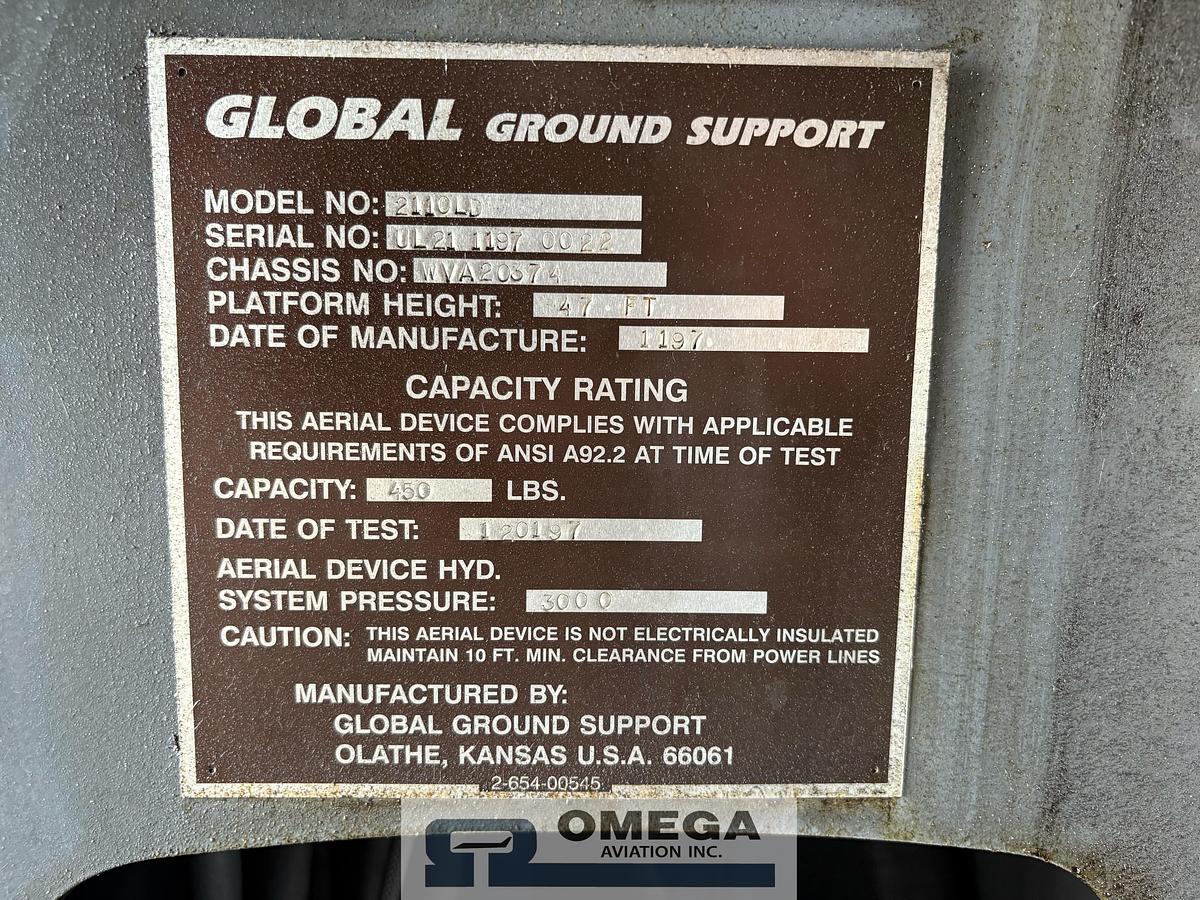 GLOBAL GROUND SUPPORT
MODEL NO: 2110LD
SERIAL NO: UL21 1197 0022
CHASSIS NO: WVA20374
PLATFORM HEIGHT: 47 FT
DATE OF MANUFACTURE: 1197
CAPACITY RATING
THIS AERIAL DEVICE COMPLIES WITH APPLICABLE
REQUIREMENTS OF ANSI A92.2 AT TIME OF TEST
CAPACITY: 450 LBS.
DATE OF TEST: 120197
AERIAL DEVICE HYD.
SYSTEM PRESSURE: 3000
CAUTION: THIS AERIAL DEVICE IS NOT ELECTRICALLY INSULATED
MAINTAIN 10 FT. MIN. CLEARANCE FROM POWER LINES
MANUFACTURED BY:
GLOBAL GROUND SUPPORT
OLATHE, KANSAS U.S.A. 66061
2-654-00545
OMEGA
AVIATION INC.